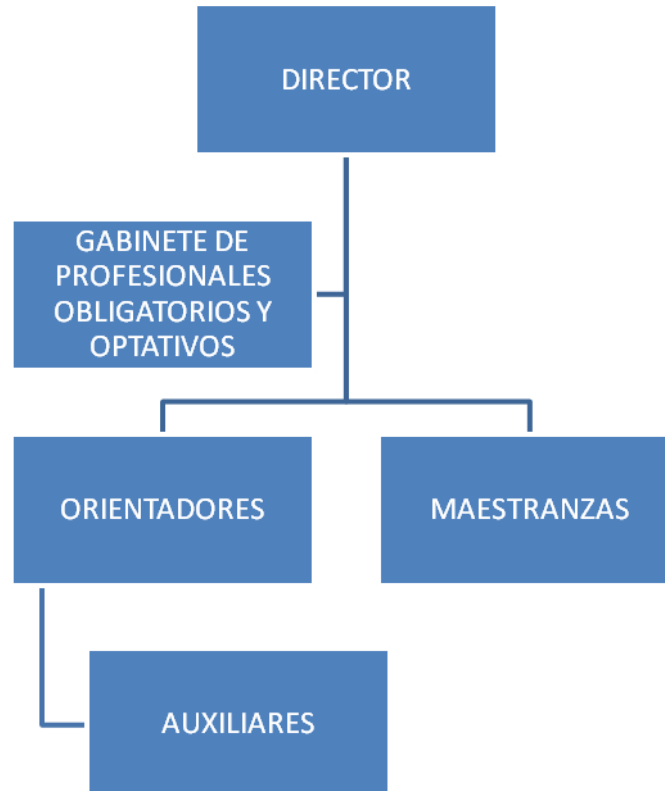 DIRECTOR
GABINETE DE
PROFESIONALES
OBLIGATORIOS Y
OPTATIVOS
ORIENTADORES
MAESTRANZAS
AUXILIARES